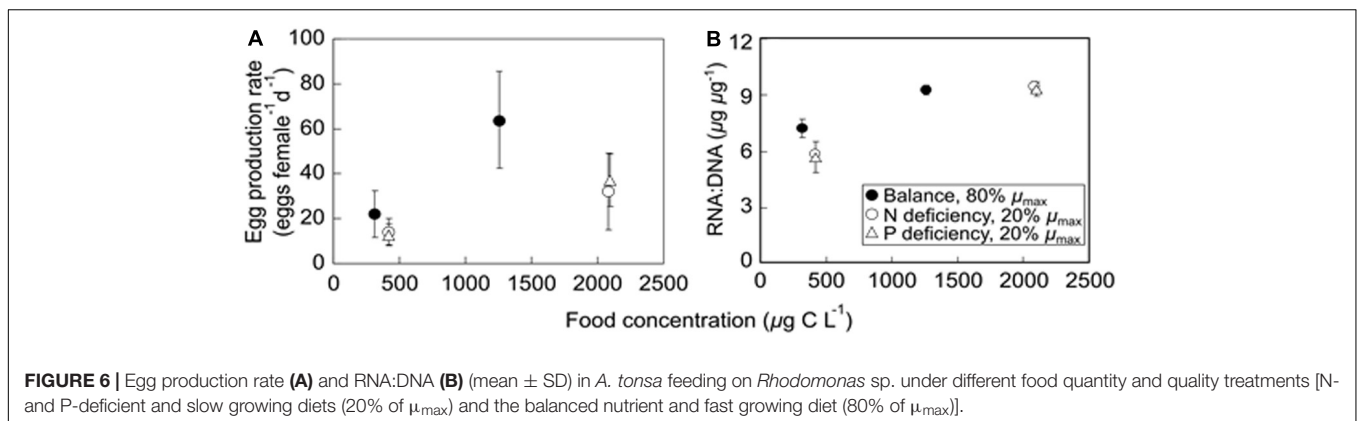 A
Egg production rate
(eggs female⁻¹ d⁻¹)
100
80
60
40
20
0
0 500 1000 1500 2000 2500
B
RNA:DNA (µg µg⁻¹)
12
9
6
3
0
Balance, 80% µmax
N deficiency, 20% µmax
P deficiency, 20% µmax
0 500 1000 1500 2000 2500
Food concentration (µg C L⁻¹)
FIGURE 6 | Egg production rate (A) and RNA:DNA (B) (mean ± SD) in A. tonsa feeding on Rhodomonas sp. under different food quantity and quality treatments [N-
and P-deficient and slow growing diets (20% of µmax) and the balanced nutrient and fast growing diet (80% of µmax)].